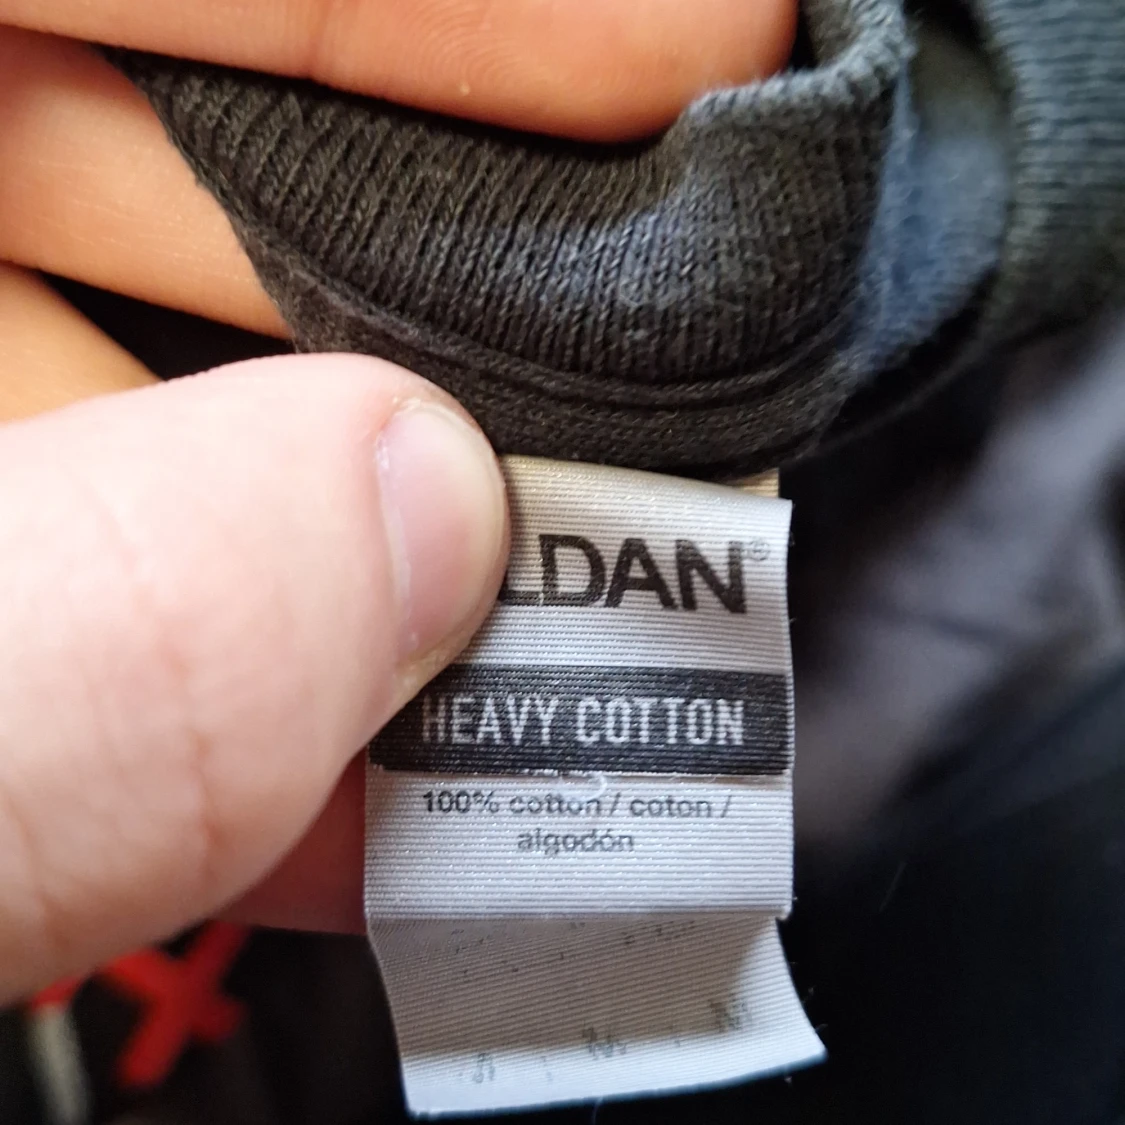 LDAN®
HEAVY COTTON
100% cotton / coton /
algodón